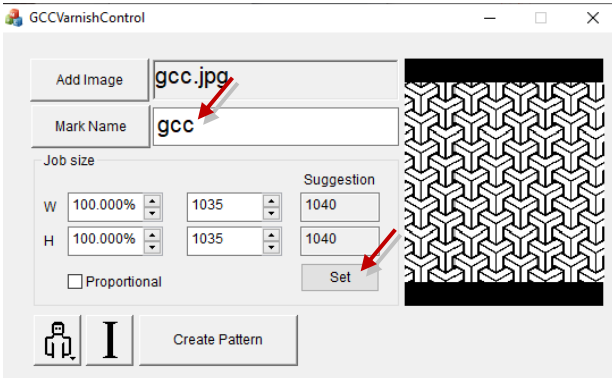 GCCVarnishControl
Add Image gcc.jpg
Mark Name gcc
Job size
Suggestion
W 100.000% 1035 1040
H 100.000% 1035 1040
Proportional Set
I Create Pattern